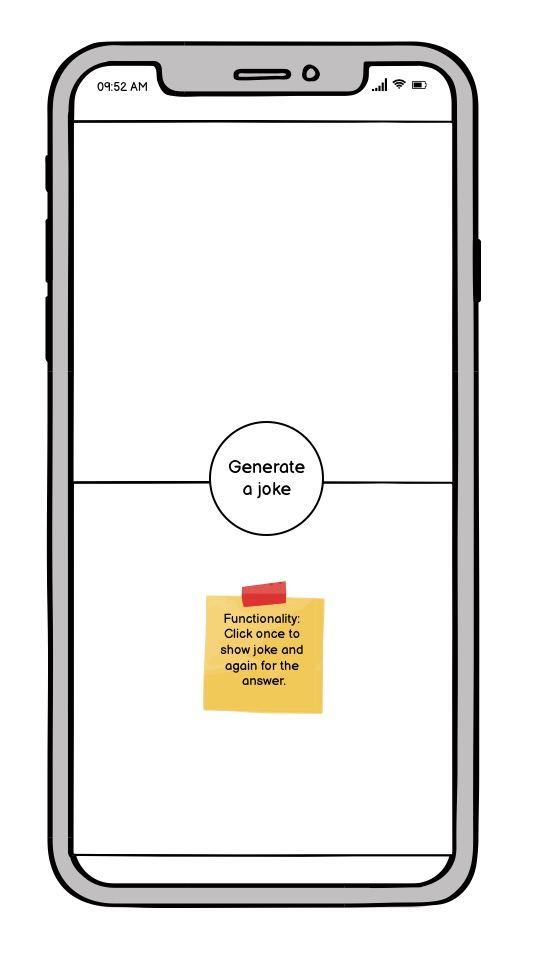 09:52 AM
Generate
a joke
Functionality:
Click once to
show joke and
again for the
answer.